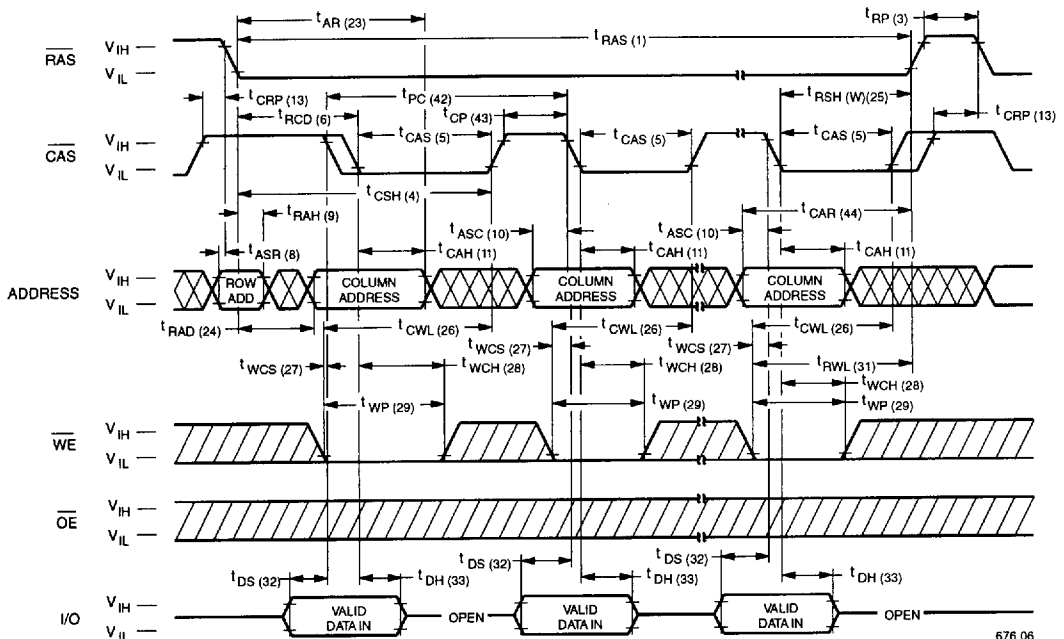 t AR (23)
t RP (3)
t RAS (1)
RAS
V IH
V IL
t CRP (13)
t PC (42)
t RSH (W)(25)
t RCD (6)
t CP (43)
t CRP (13)
t CAS (5)
t CAS (5)
t CAS (5)
CAS
V IH
V IL
t CSH (4)
t RAH (9)
t CAR (44)
t ASC (10)
t ASC (10)
t ASR (8)
t CAH (11)
t CAH (11)
t CAH (11)
ADDRESS
V IH
V IL
ROW ADD
COLUMN ADDRESS
COLUMN ADDRESS
COLUMN ADDRESS
t RAD (24)
t CWL (26)
t CWL (26)
t CWL (26)
t WCS (27)
t WCS (27)
t WCS (27)
t WCH (28)
t WCH (28)
t RWL (31)
t WCH (28)
t WP (29)
t WP (29)
t WP (29)
WE
V IH
V IL
OE
V IH
V IL
t DS (32)
t DS (32)
t DS (32)
t DH (33)
t DH (33)
t DH (33)
I/O
V IH
V IL
VALID DATA IN
OPEN
VALID DATA IN
VALID DATA IN
OPEN
676 06